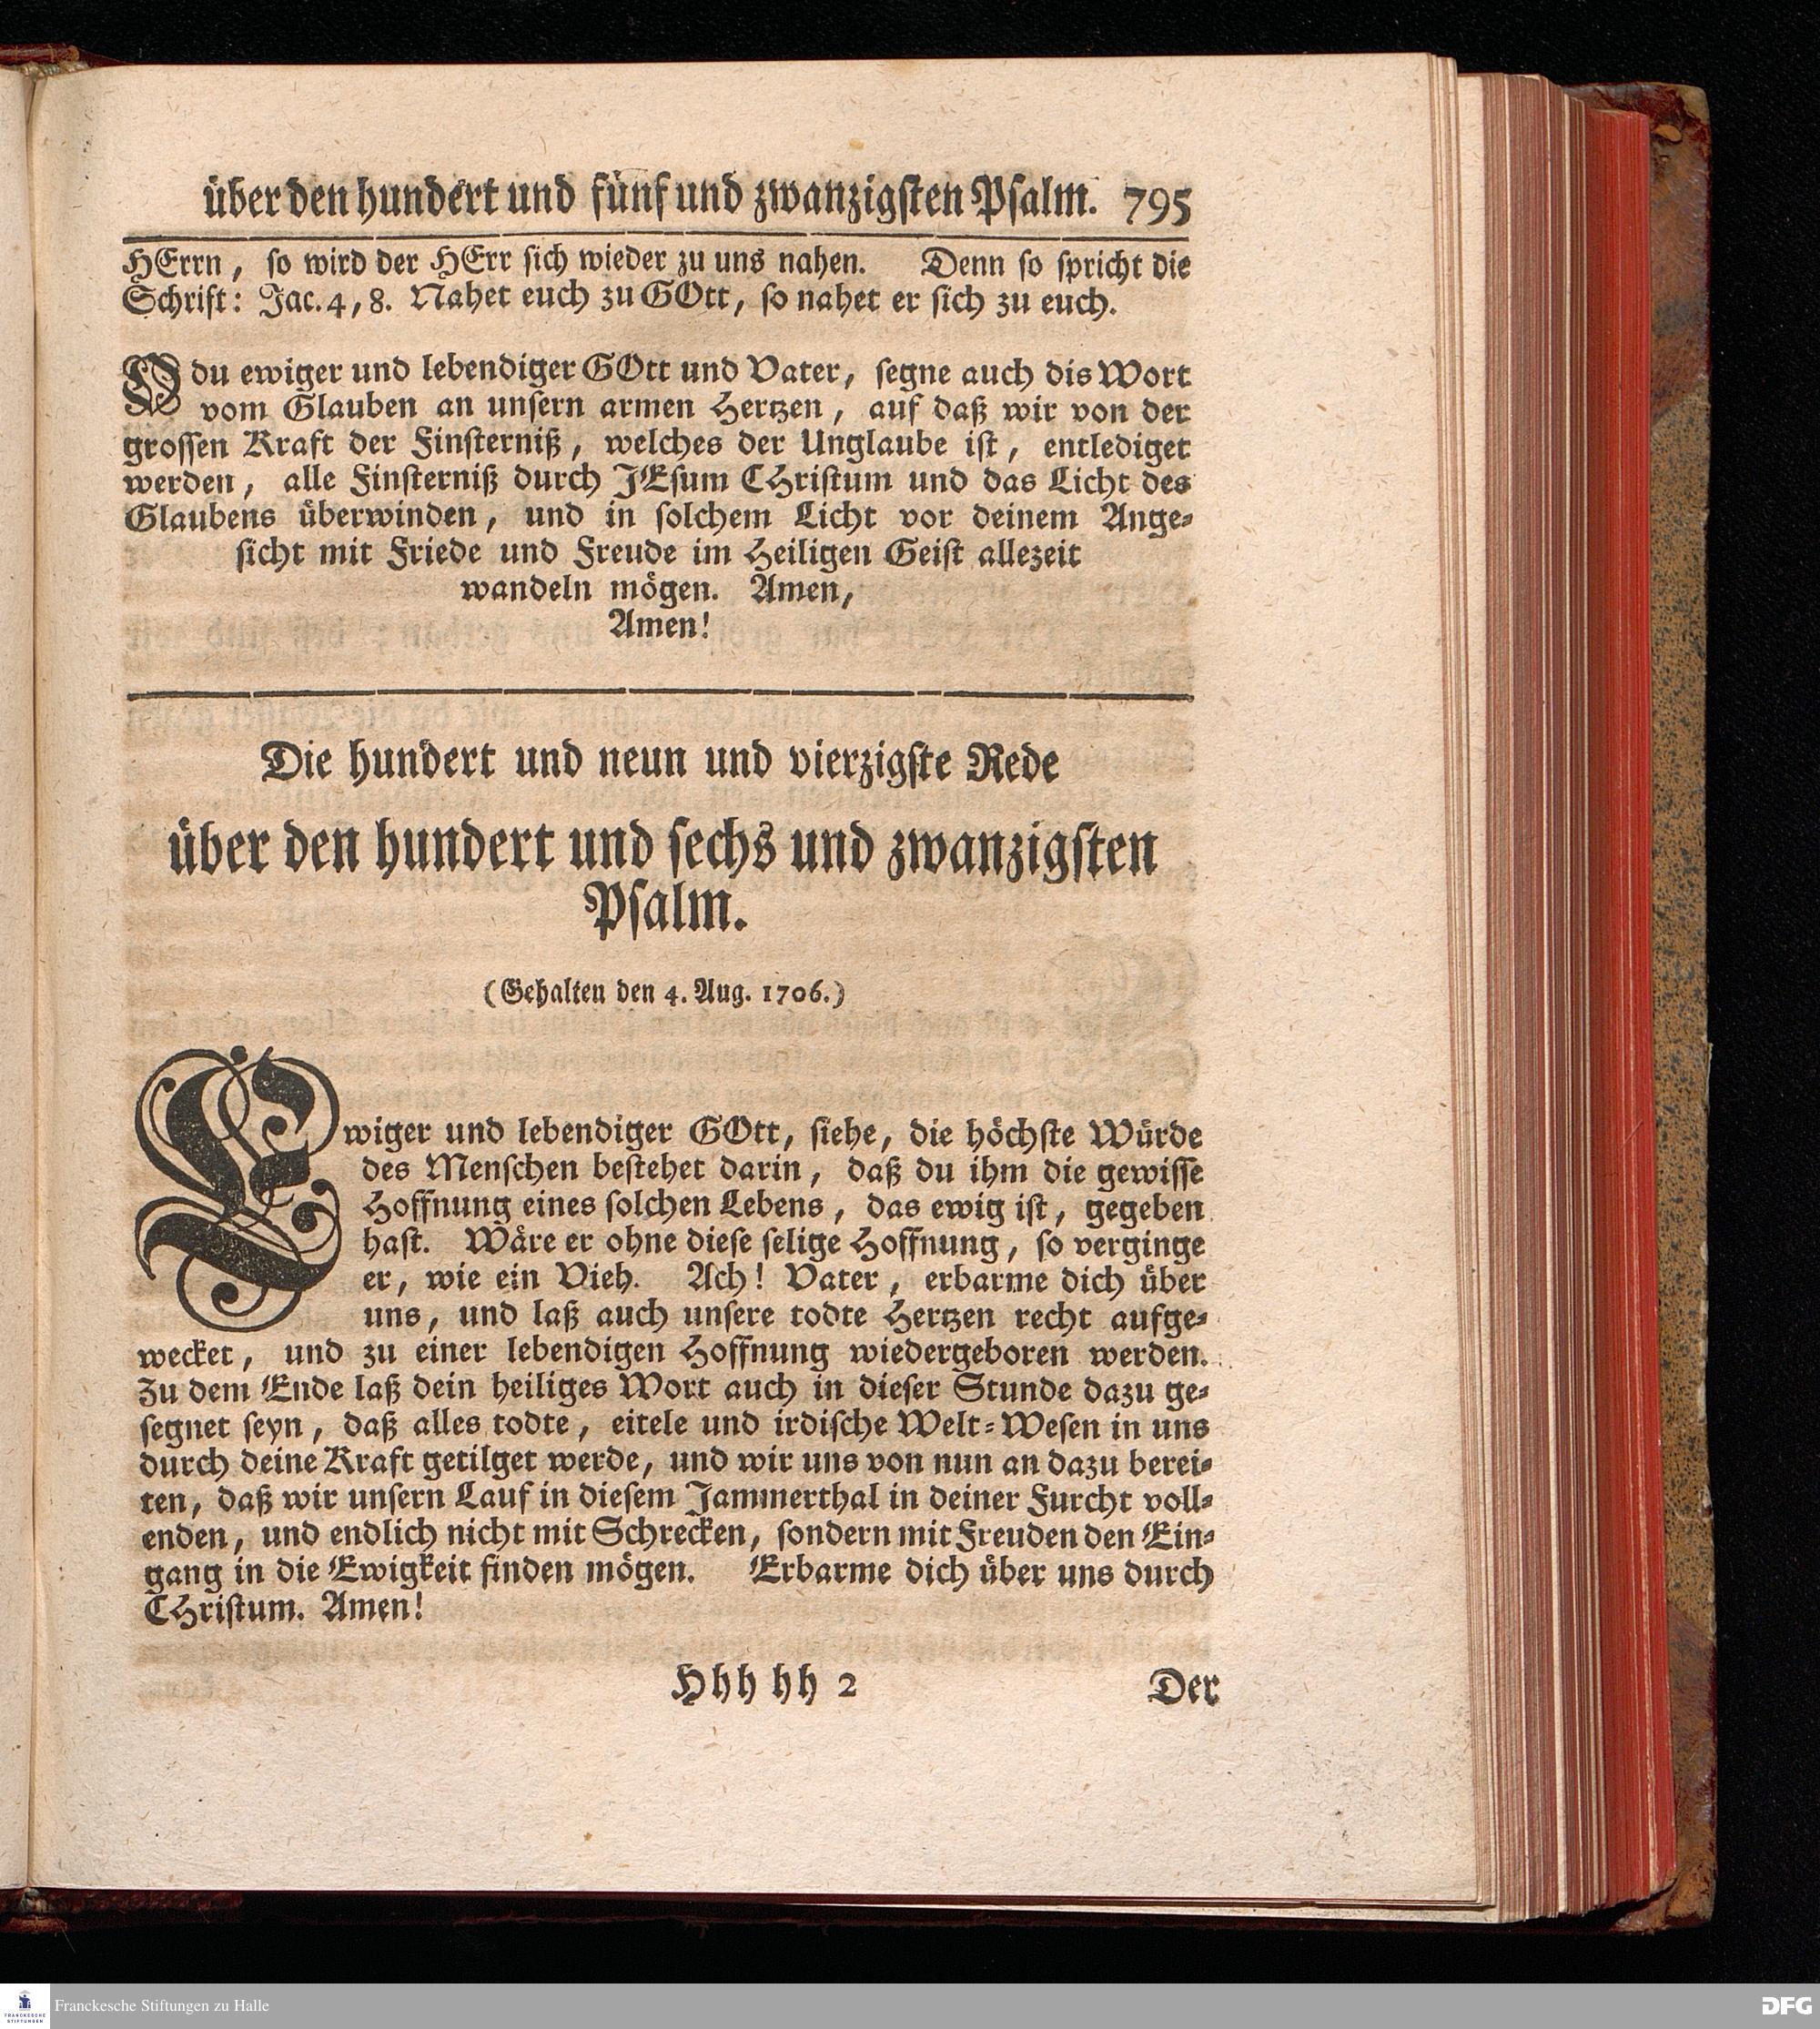 über den hundert und fünf und zwanzigsten Psalm. 795
HErrn, so wird der HErr sich wieder zu uns nahen. Denn so spricht die
Schrift: Jac. 4, 8. Nahet euch zu GOtt, so nahet er sich zu euch.
O du ewiger und lebendiger GOtt und Vater, segne auch dis Wort
vom Glauben an unsern armen Hertzen, auf daß wir von der
grossen Kraft der Finsterniß, welches der Unglaube ist, entlediget
werden, alle Finsterniß durch JEsum CHristum und das Licht des
Glaubens überwinden, und in solchem Licht vor deinem Ange-
sicht mit Friede und Freude im Heiligen Geist allezeit
wandeln mögen. Amen,
Amen!
Die hundert und neun und vierzigste Rede
über den hundert und sechs und zwanzigsten
Psalm.
(Gehalten den 4. Aug. 1706.)
Ewiger und lebendiger GOtt, siehe, die höchste Würde
des Menschen bestehet darin, daß du ihm die gewisse
Hoffnung eines solchen Lebens, das ewig ist, gegeben
hast. Wäre er ohne diese selige Hoffnung, so verginge
er, wie ein Vieh. Ach! Vater, erbarme dich über
uns, und laß auch unsere todte Hertzen recht aufge-
wecket, und zu einer lebendigen Hoffnung wiedergeboren werden.
Zu dem Ende laß dein heiliges Wort auch in dieser Stunde dazu ge-
segnet seyn, daß alles todte, eitele und irdische Welt-Wesen in uns
durch deine Kraft getilget werde, und wir uns von nun an dazu berei-
ten, daß wir unsern Lauf in diesem Jammerthal in deiner Furcht voll-
enden, und endlich nicht mit Schrecken, sondern mit Freuden den Ein-
gang in die Ewigkeit finden mögen. Erbarme dich über uns durch
CHristum. Amen!
Hhh hh 2 Der
FRANCKESCHE STIFTUNGEN
Franckesche Stiftungen zu Halle
DFG